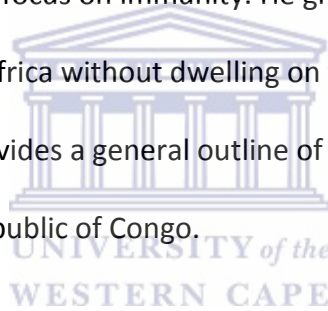 focus on immunity. He gr
frica without dwelling on
vides a general outline of
public of Congo.
UNIVERSITY of the
WESTERN CAPE